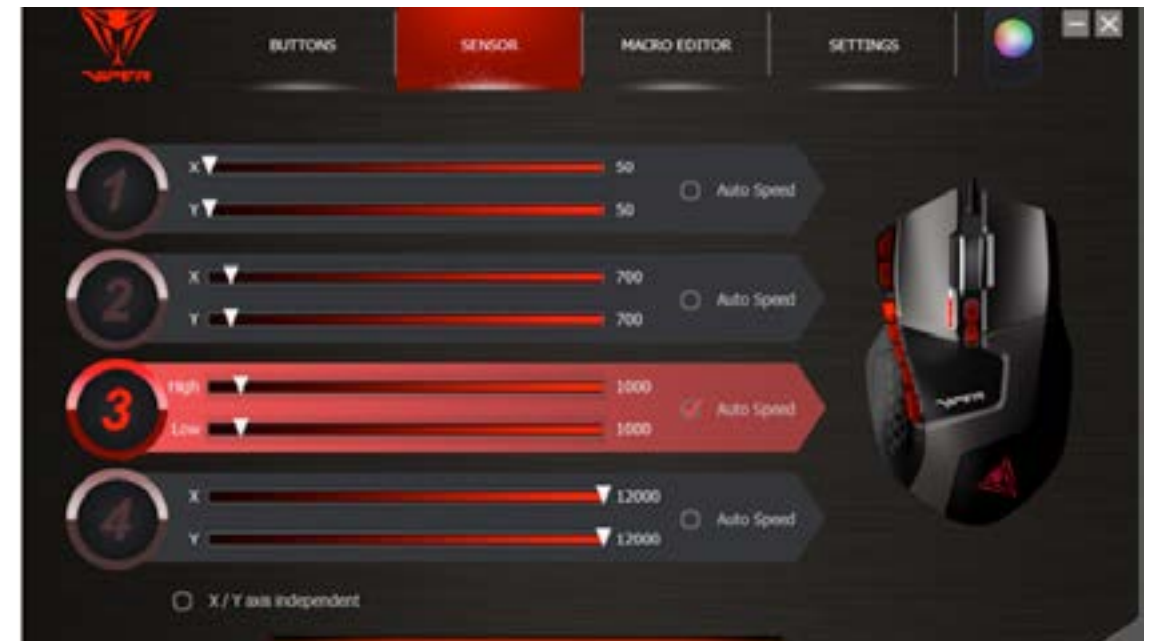 BUTTONS SENSOR MACRO EDITOR SETTINGS
VIPER
1 X 50
Y 50
Auto Speed
2 X 700
Y 700
Auto Speed
3 High 1000
Low 1000
Auto Speed
4 X 12000
Y 12000
Auto Speed
VIPER
X / Y axis independent